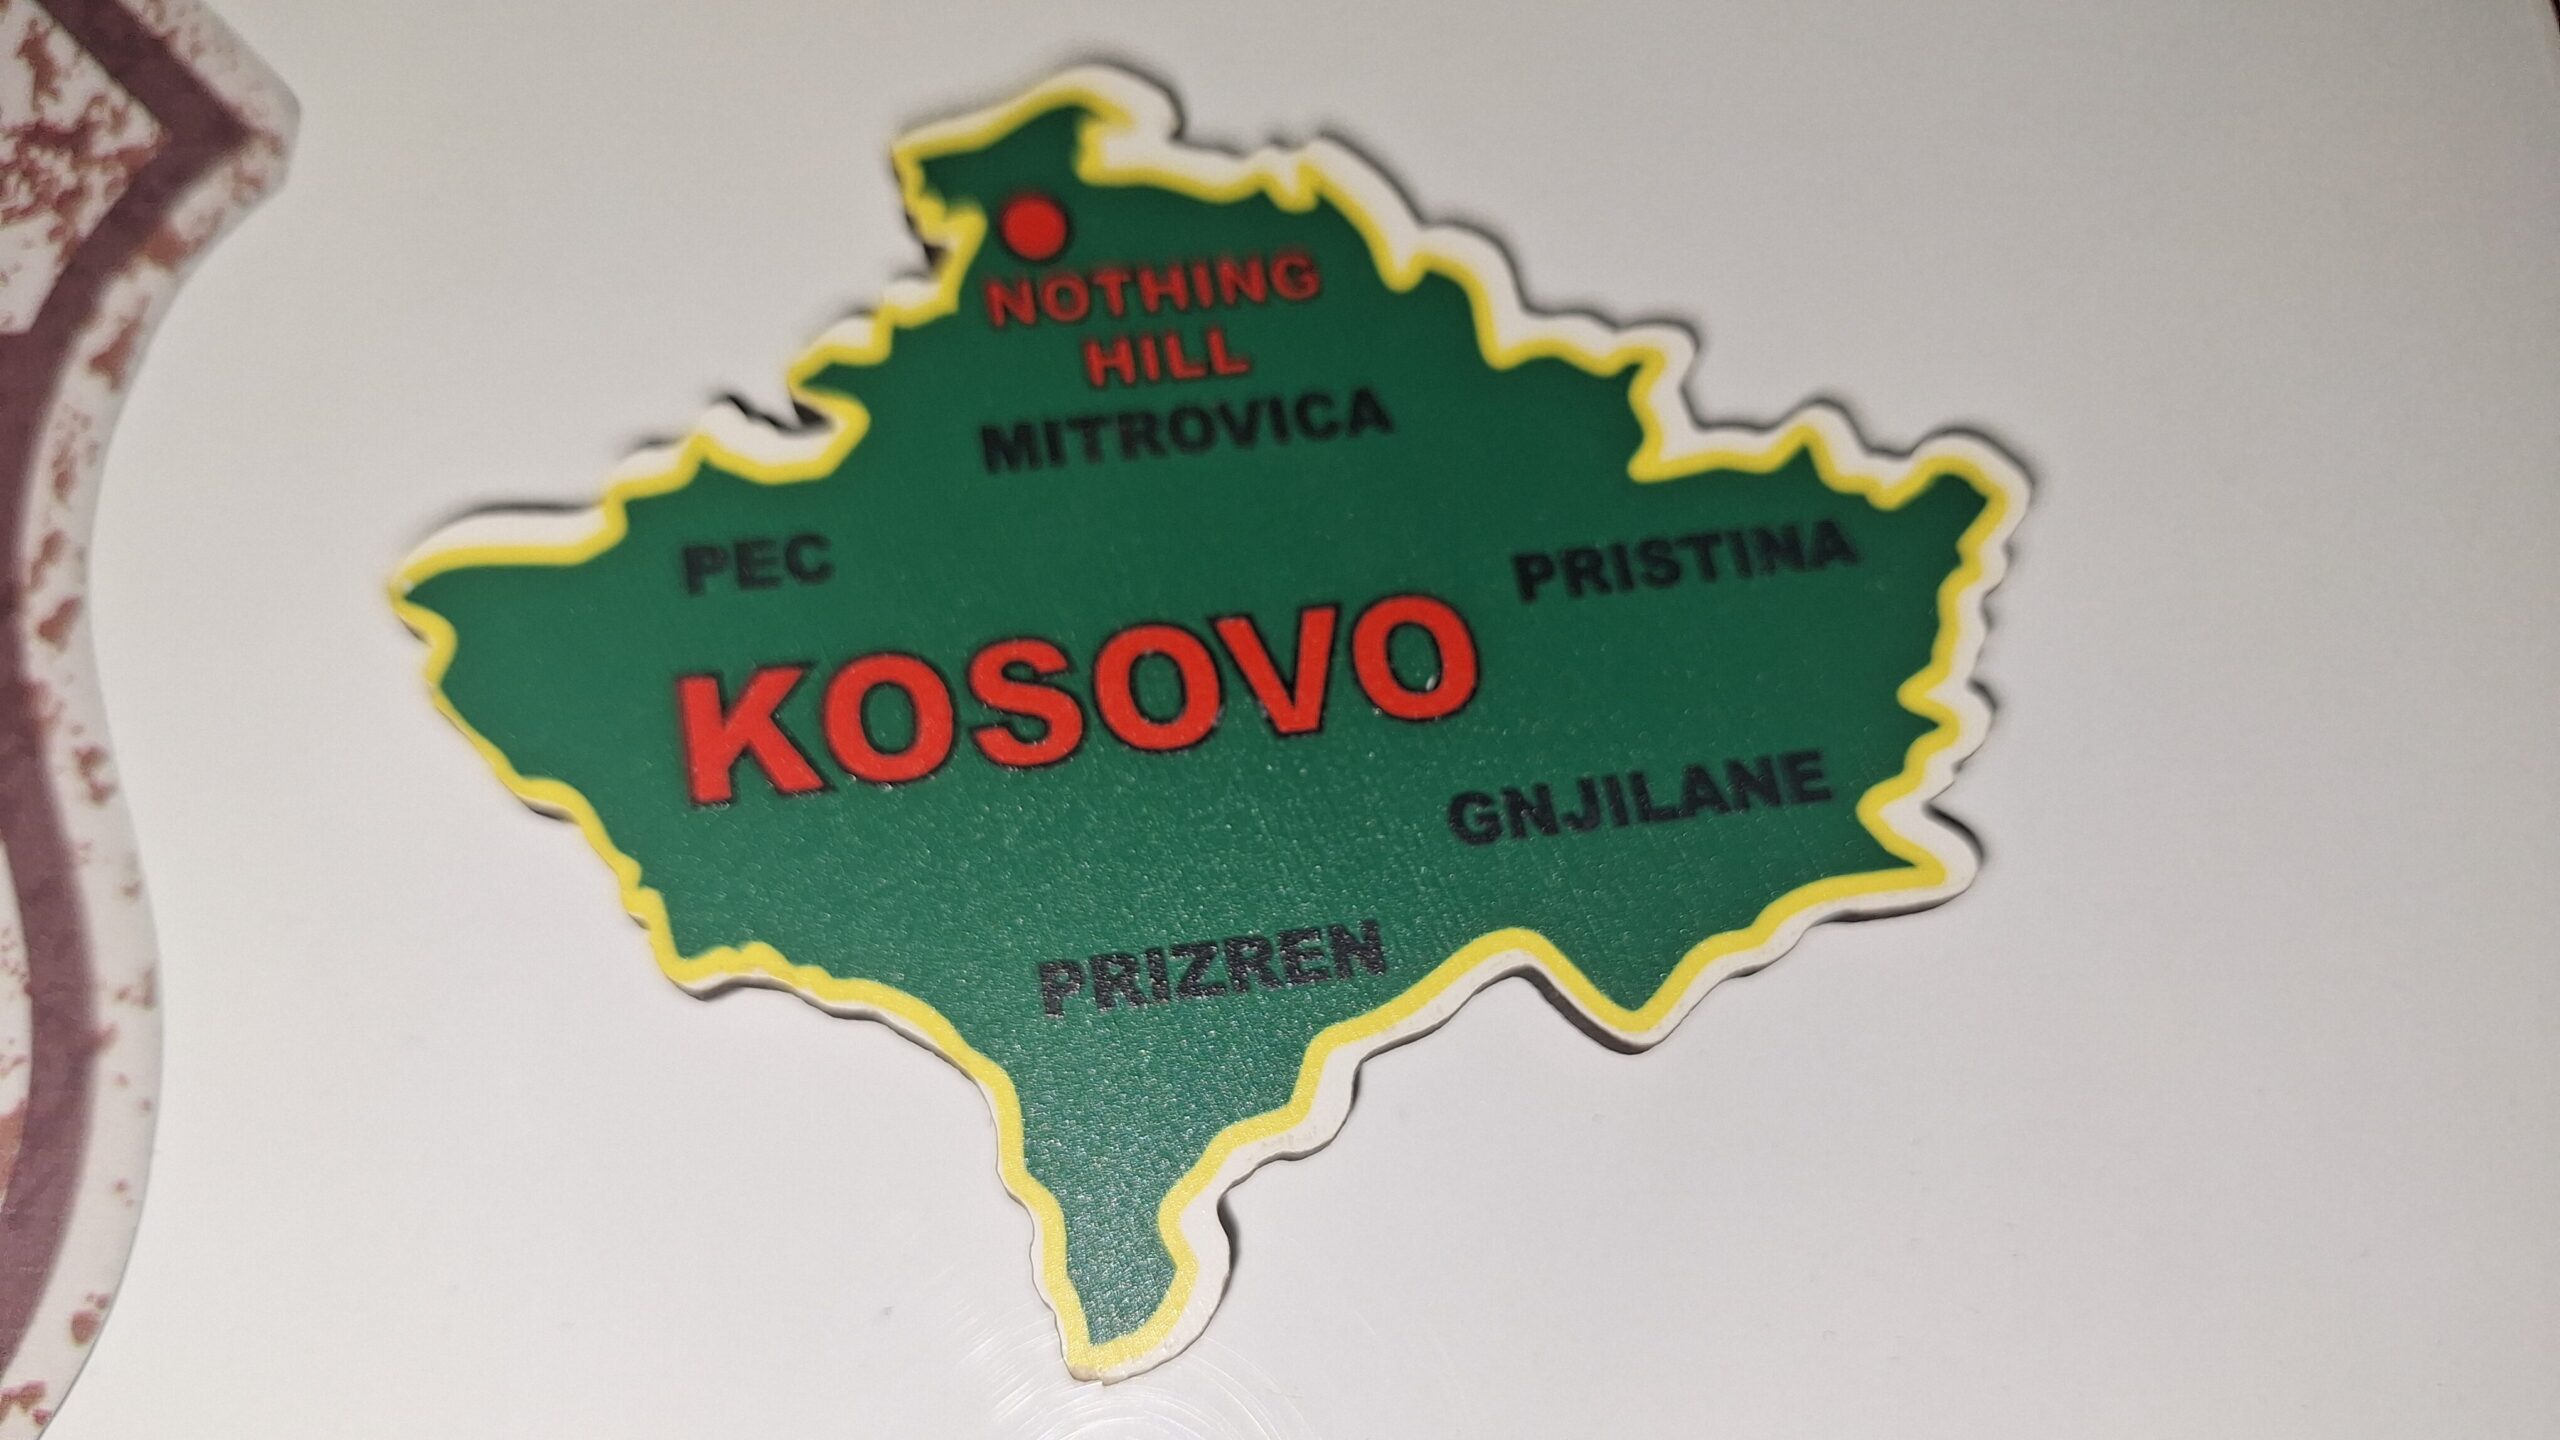 NOTHING
HILL
MITROVICA
PEC
PRISTINA
KOSOVO
GNJILANE
PRIZREN